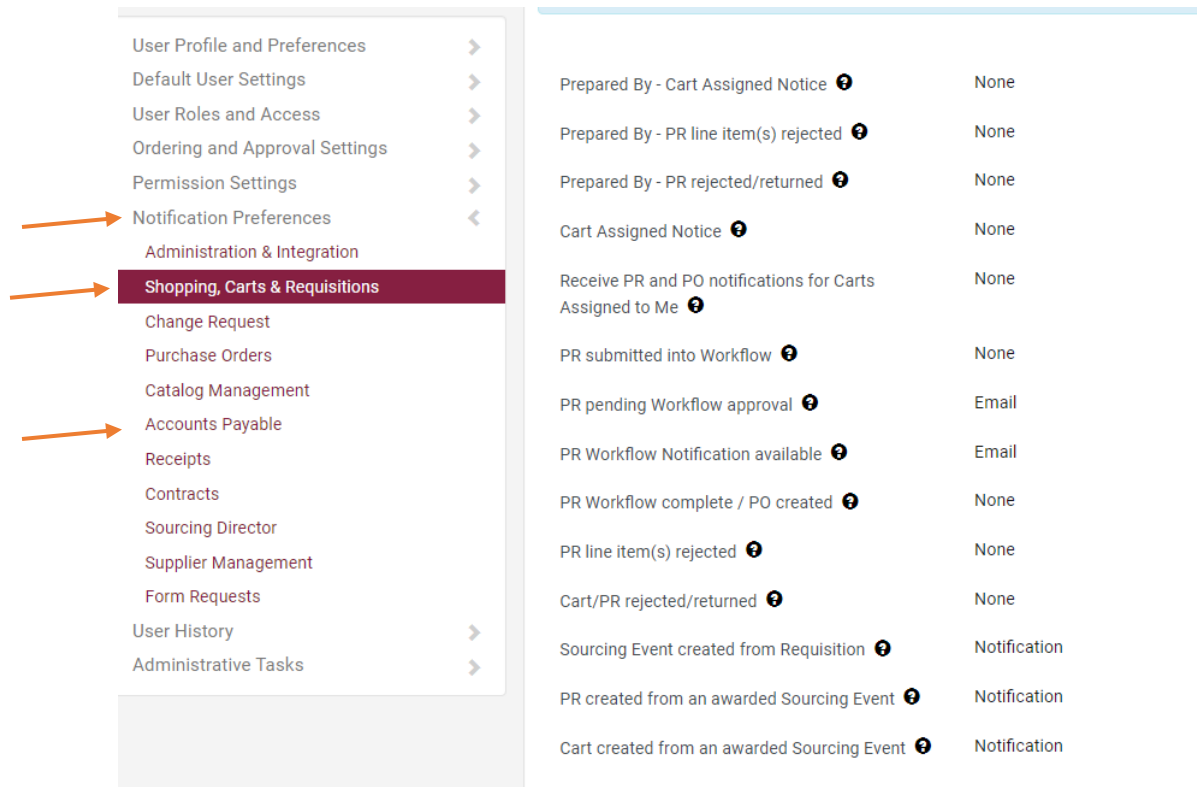 User Profile and Preferences
Default User Settings
User Roles and Access
Ordering and Approval Settings
Permission Settings
Notification Preferences
Administration & Integration
Shopping, Carts & Requisitions
Change Request
Purchase Orders
Catalog Management
Accounts Payable
Receipts
Contracts
Sourcing Director
Supplier Management
Form Requests
User History
Administrative Tasks
Prepared By - Cart Assigned Notice ? None
Prepared By - PR line item(s) rejected ? None
Prepared By - PR rejected/returned ? None
Cart Assigned Notice ? None
Receive PR and PO notifications for Carts None
Assigned to Me ?
PR submitted into Workflow ? None
PR pending Workflow approval ? Email
PR Workflow Notification available ? Email
PR Workflow complete / PO created ? None
PR line item(s) rejected ? None
Cart/PR rejected/returned ? None
Sourcing Event created from Requisition ? Notification
PR created from an awarded Sourcing Event ? Notification
Cart created from an awarded Sourcing Event ? Notification